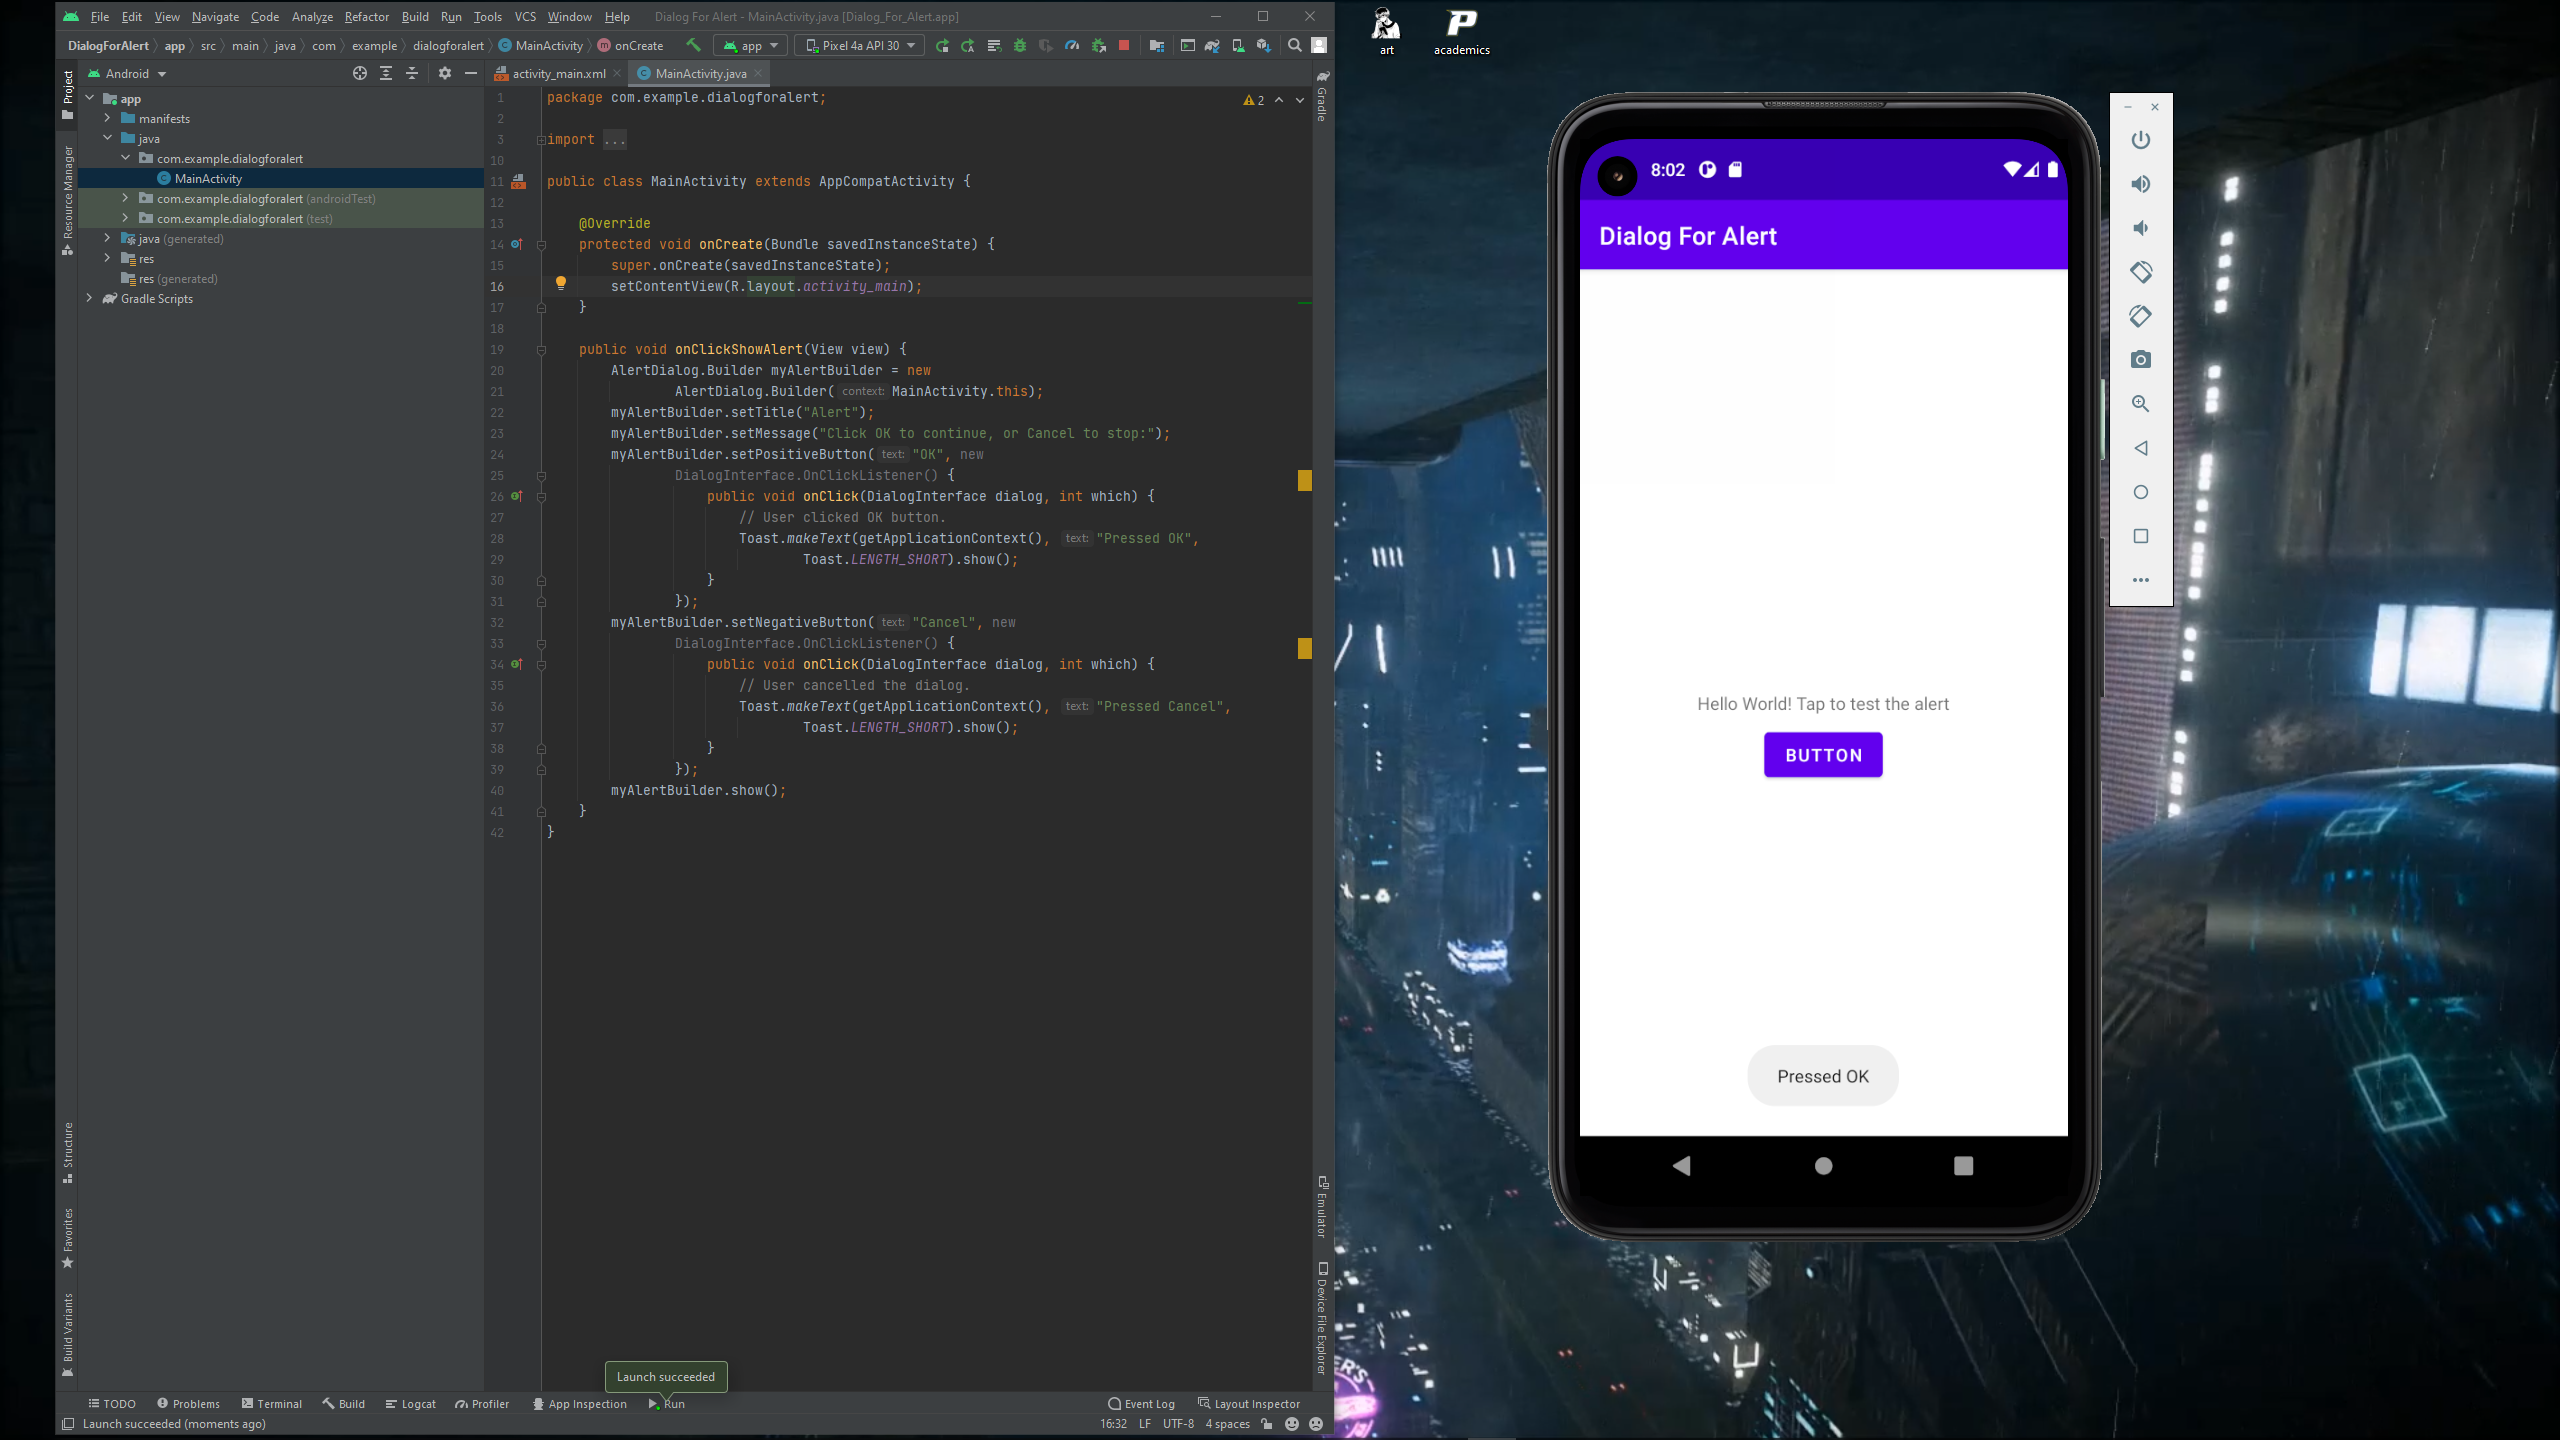 File Edit View Navigate Code Analyze Refactor Build Run Tools VCS Window Help Dialog For Alert - MainActivity.java [Dialog_For_Alert.app]
DialogForAlert app src main java com example dialogforalert MainActivity onCreate app Pixel 4a API 30
Android
activity_main.xml MainActivity.java
Project
Resource Manager
Structure
Favorites
Build Variants
app
manifests
java
com.example.dialogforalert
MainActivity
com.example.dialogforalert (androidTest)
com.example.dialogforalert (test)
java (generated)
res
res (generated)
Gradle Scripts
2
1 package com.example.dialogforalert;
2
3 import ...
10
11 public class MainActivity extends AppCompatActivity {
12
13 @Override
14 protected void onCreate(Bundle savedInstanceState) {
15 super.onCreate(savedInstanceState);
16 setContentView(R.layout.activity_main);
17 }
18
19 public void onClickShowAlert(View view) {
20 AlertDialog.Builder myAlertBuilder = new
21 AlertDialog.Builder( context: MainActivity.this);
22 myAlertBuilder.setTitle("Alert");
23 myAlertBuilder.setMessage("Click OK to continue, or Cancel to stop:");
24 myAlertBuilder.setPositiveButton( text: "OK", new
25 DialogInterface.OnClickListener() {
26 public void onClick(DialogInterface dialog, int which) {
27 // User clicked OK button.
28 Toast.makeText(getApplicationContext(), text: "Pressed OK",
29 Toast.LENGTH_SHORT).show();
30 }
31 });
32 myAlertBuilder.setNegativeButton( text: "Cancel", new
33 DialogInterface.OnClickListener() {
34 public void onClick(DialogInterface dialog, int which) {
35 // User cancelled the dialog.
36 Toast.makeText(getApplicationContext(), text: "Pressed Cancel",
37 Toast.LENGTH_SHORT).show();
38 }
39 });
40 myAlertBuilder.show();
41 }
42 }
Gradle
Emulator
Device File Explorer
Launch succeeded
TODO Problems Terminal Build Logcat Profiler App Inspection Run Event Log Layout Inspector
Launch succeeded (moments ago) 16:32 LF UTF-8 4 spaces
art
academics
8:02
Dialog For Alert
Hello World! Tap to test the alert
BUTTON
Pressed OK